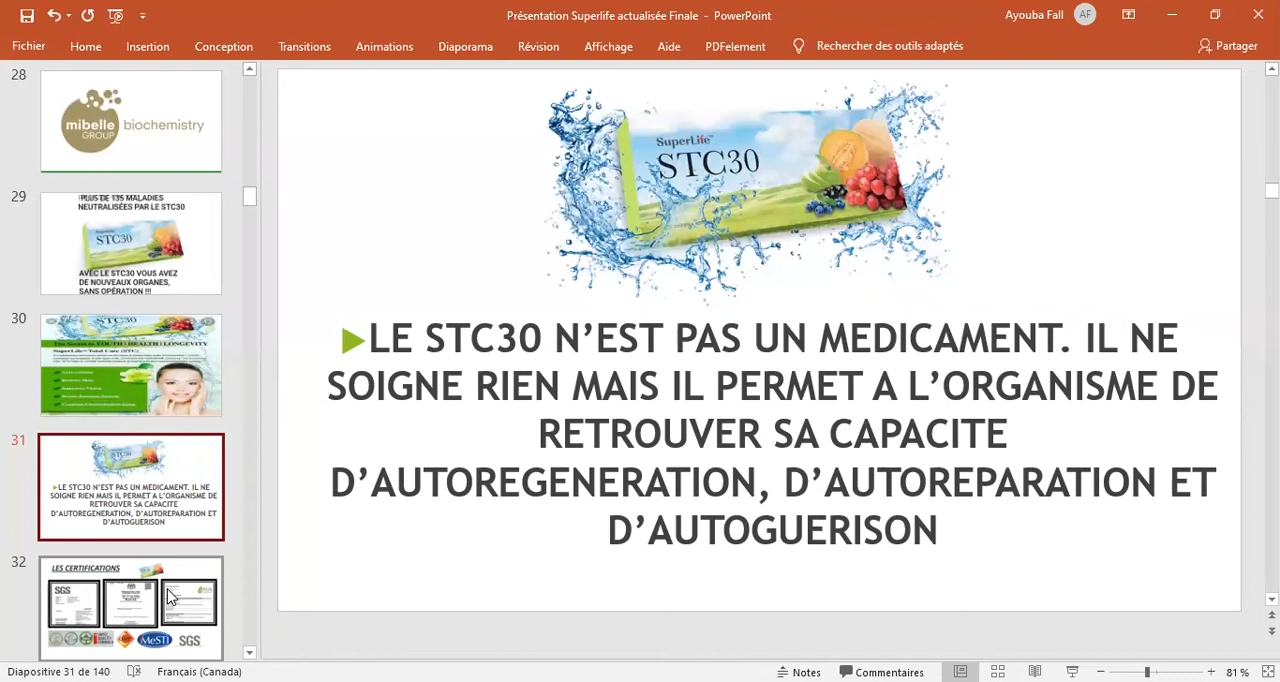 Présentation Superlife actualisée Finale - PowerPoint
Ayouba Fall
AF
Fichier Home Insertion Conception Transitions Animations Diaporama Révision Affichage Aide PDFelement Rechercher des outils adaptés Partager
28
mibelle
GROUP
biochemistry
29
PLUS DE 135 MALADIES
NEUTRALISÉES PAR LE STC30
STC30
AVEC LE STC30 VOUS AVEZ
DE NOUVEAUX ORGANES,
SANS OPÉRATION !!!
30
31
►LE STC30 N'EST PAS UN MEDICAMENT. IL NE
SOIGNE RIEN MAIS IL PERMET A L'ORGANISME DE
RETROUVER SA CAPACITE
D'AUTOREGENERATION, D'AUTOREPARATION ET
D'AUTOGUERISON
32
LES CERTIFICATIONS
SGS
MeSTI
SGS
SuperLife™
STC30
►LE STC30 N'EST PAS UN MEDICAMENT. IL NE
SOIGNE RIEN MAIS IL PERMET A L'ORGANISME DE
RETROUVER SA CAPACITE
D'AUTOREGENERATION, D'AUTOREPARATION ET
D'AUTOGUERISON
Diapositive 31 de 140 Français (Canada) Notes Commentaires 81 %